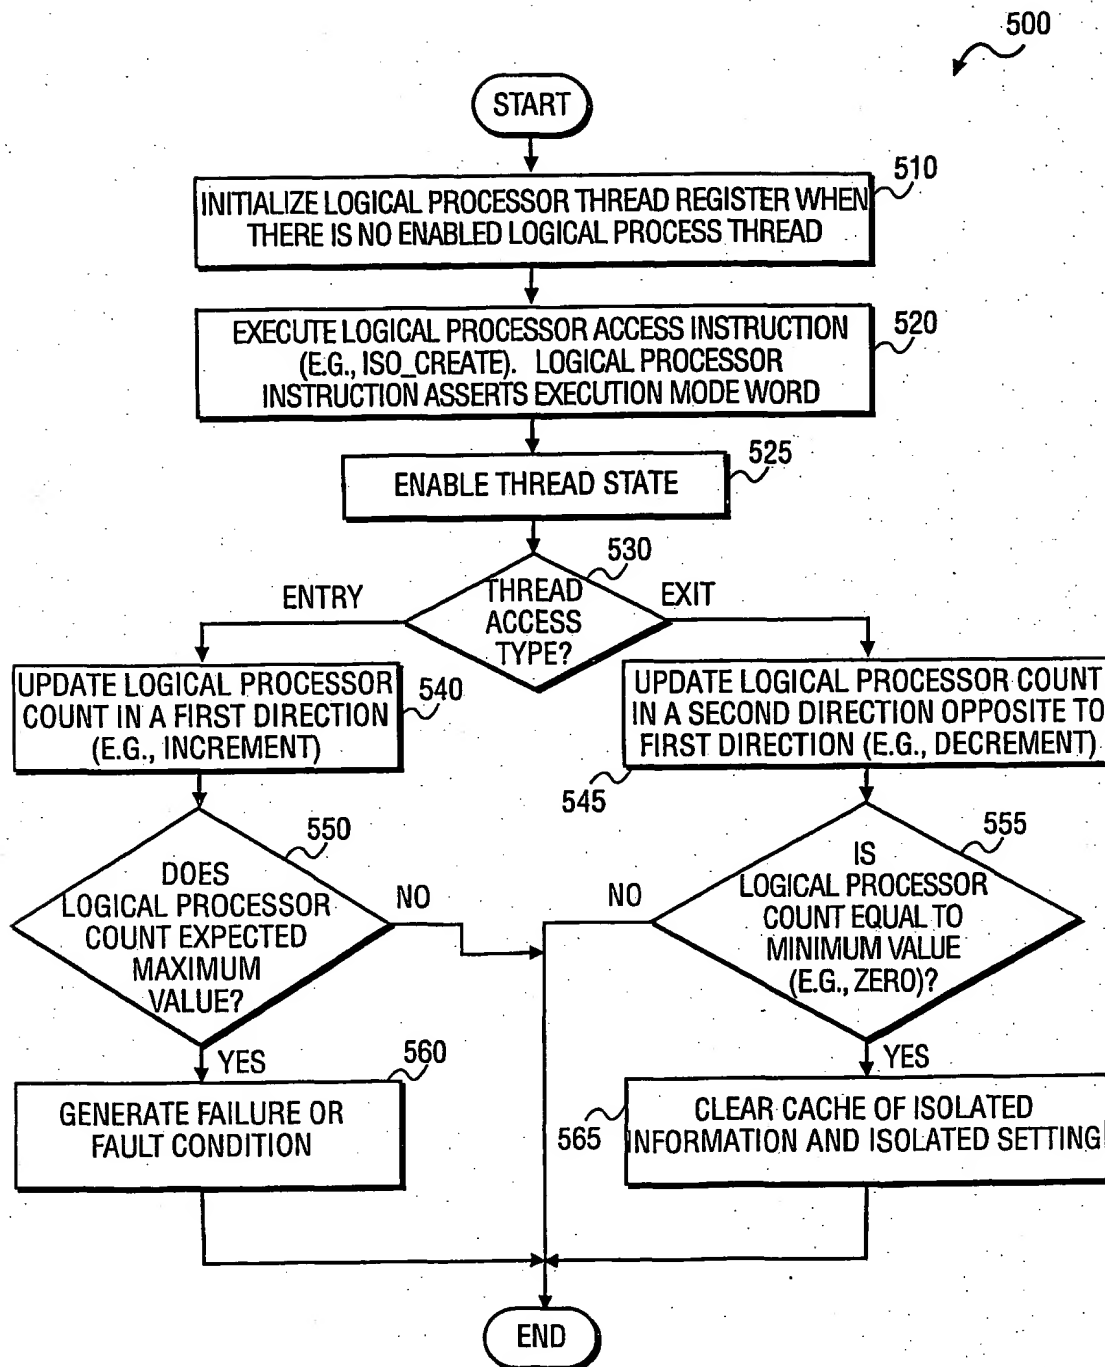 500
START
510
INITIALIZE LOGICAL PROCESSOR THREAD REGISTER WHEN
THERE IS NO ENABLED LOGICAL PROCESS THREAD
EXECUTE LOGICAL PROCESSOR ACCESS INSTRUCTION
(E.G., ISO_CREATE). LOGICAL PROCESSOR
INSTRUCTION ASSERTS EXECUTION MODE WORD
520
525
ENABLE THREAD STATE
530
THREAD
ACCESS
TYPE?
ENTRY
EXIT
UPDATE LOGICAL PROCESSOR
COUNT IN A FIRST DIRECTION
(E.G., INCREMENT)
540
UPDATE LOGICAL PROCESSOR COUNT
IN A SECOND DIRECTION OPPOSITE TO
FIRST DIRECTION (E.G., DECREMENT)
545
550
DOES
LOGICAL PROCESSOR
COUNT EXPECTED
MAXIMUM
VALUE?
NO
555
IS
LOGICAL PROCESSOR
COUNT EQUAL TO
MINIMUM VALUE
(E.G., ZERO)?
NO
YES
560
GENERATE FAILURE OR
FAULT CONDITION
YES
565
CLEAR CACHE OF ISOLATED
INFORMATION AND ISOLATED SETTING
END